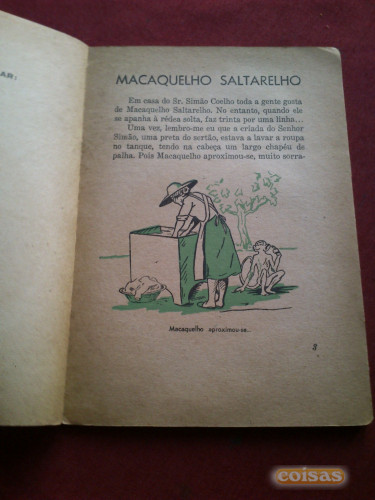 AR:
MACAQUELHO SALTARELHO
Em casa do Sr. Simão Coelho toda a gente gosta
de Macaquelho Saltarelho. No entanto, quando ele
se apanha à rédea solta, faz trinta por uma linha...
Uma vez, lembro-me eu que a criada do Senhor
Simão, uma preta do sertão, estava a lavar a roupa
no tanque, tendo na cabeça um largo chapéu de
palha. Pois Macaquelho aproximou-se, muito sorra-
Macaquelho aproximou-se...
3
coisas